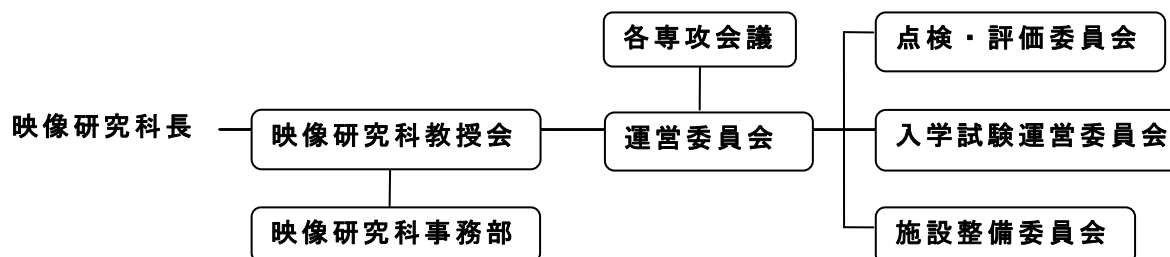 各専攻会議
点検・評価委員会
映像研究科長
映像研究科教授会
運営委員会
入学試験運営委員会
映像研究科事務部
施設整備委員会